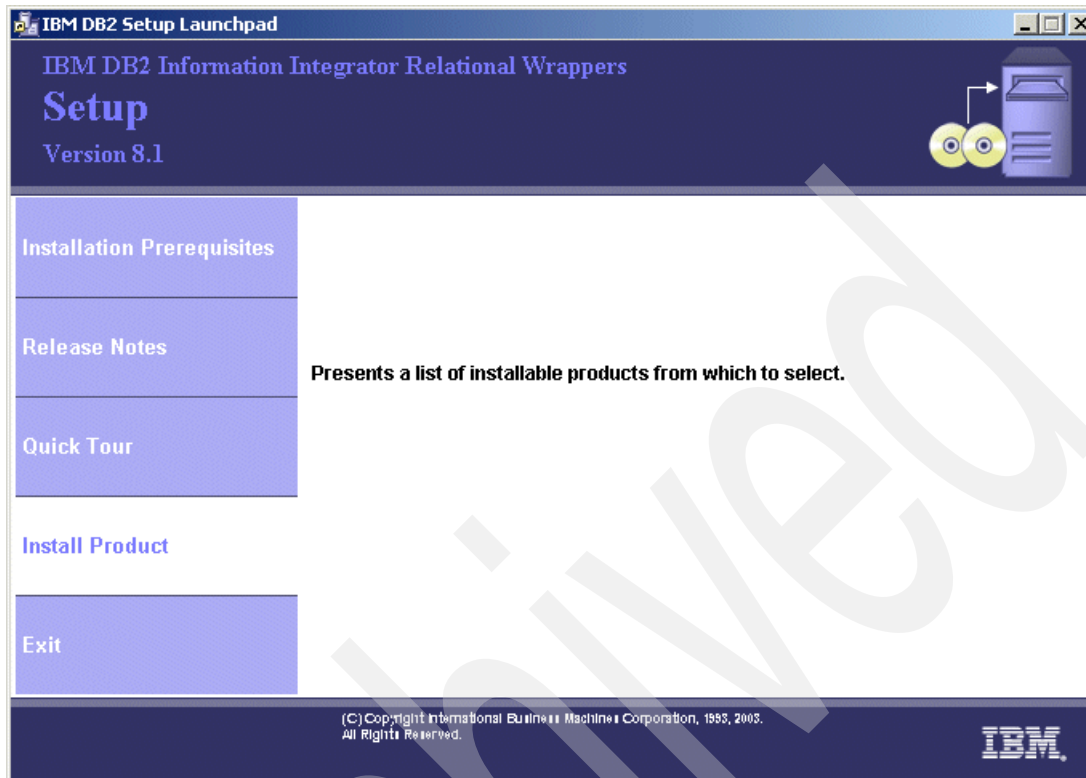 IBM DB2 Setup Launchpad
IBM DB2 Information Integrator Relational Wrappers
Setup
Version 8.1
Installation Prerequisites
Release Notes
Presents a list of installable products from which to select.
Quick Tour
Install Product
Exit
(C)Copyright International Business Machines Corporation, 1993, 2003.
All Rights Reserved.
IBM.